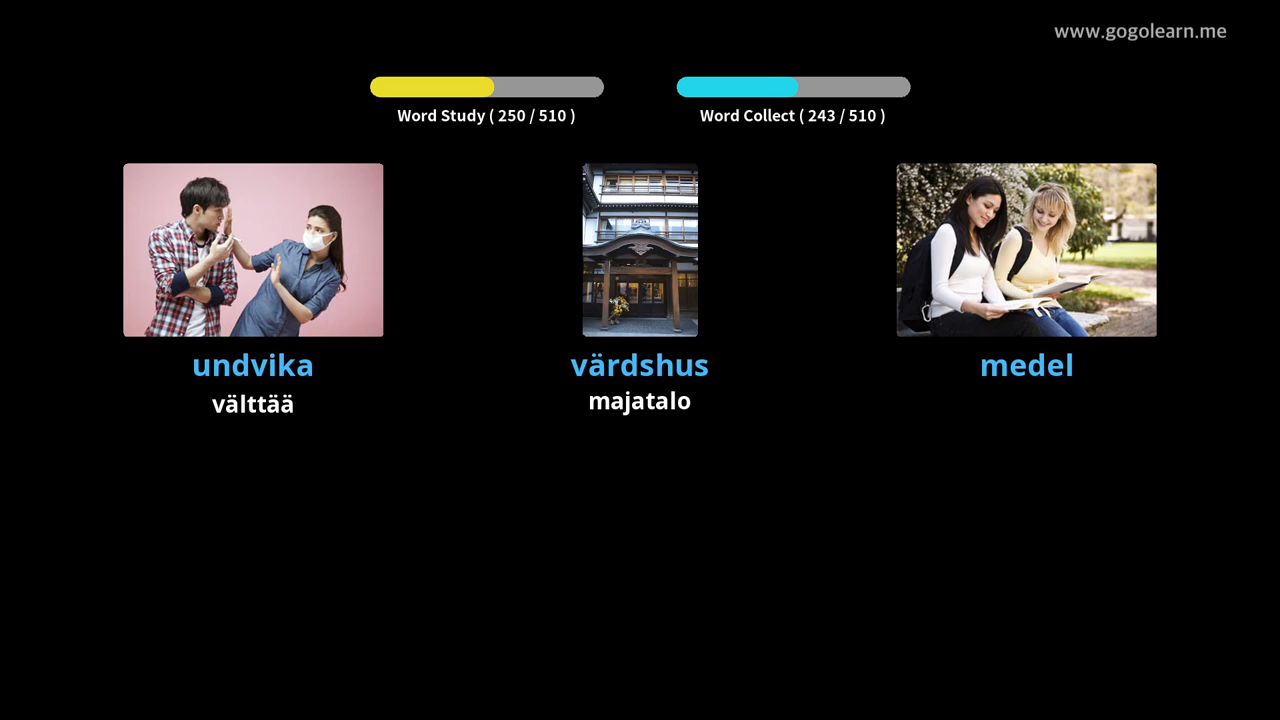 www.gogolearn.me
Word Study ( 250 / 510 )
Word Collect ( 243 / 510 )
undvika
välttää
värdshus
majatalo
medel